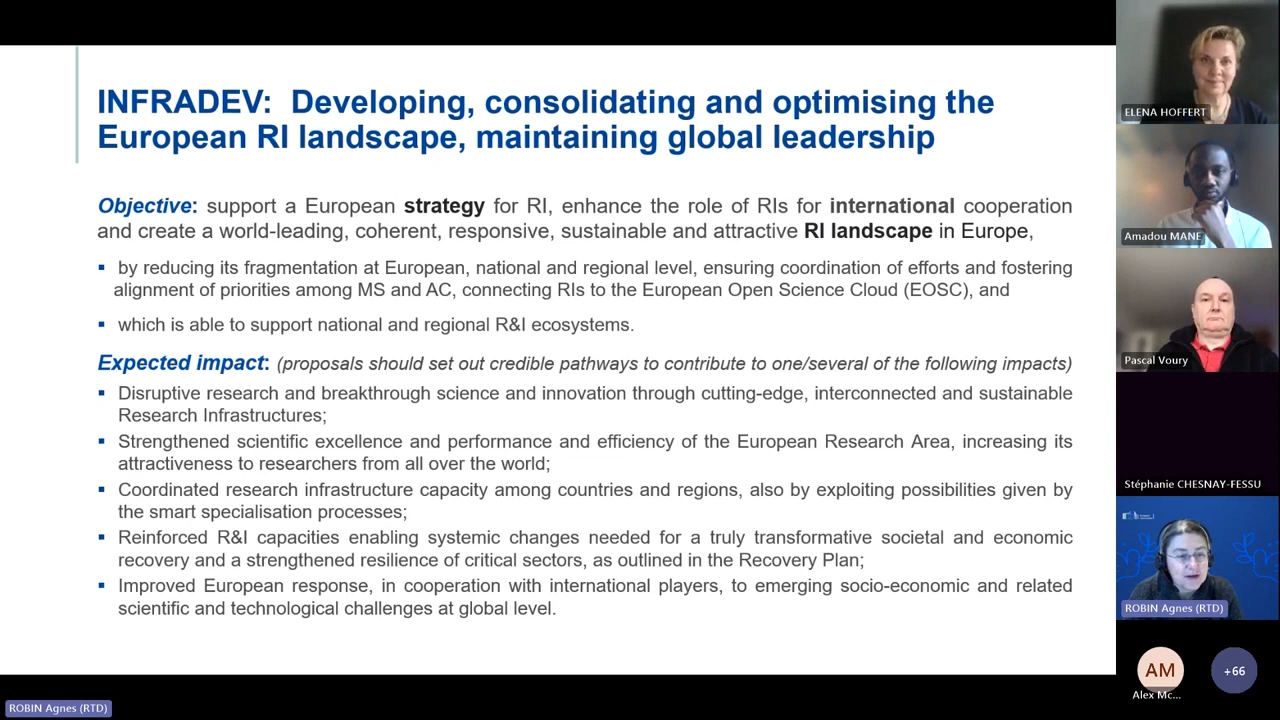 INFRADEV: Developing, consolidating and optimising the
European RI landscape, maintaining global leadership
Objective: support a European strategy for RI, enhance the role of RIs for international cooperation
and create a world-leading, coherent, responsive, sustainable and attractive RI landscape in Europe,
▪ by reducing its fragmentation at European, national and regional level, ensuring coordination of efforts and fostering
alignment of priorities among MS and AC, connecting RIs to the European Open Science Cloud (EOSC), and
▪ which is able to support national and regional R&I ecosystems.
Expected impact: (proposals should set out credible pathways to contribute to one/several of the following impacts)
▪ Disruptive research and breakthrough science and innovation through cutting-edge, interconnected and sustainable
Research Infrastructures;
▪ Strengthened scientific excellence and performance and efficiency of the European Research Area, increasing its
attractiveness to researchers from all over the world;
▪ Coordinated research infrastructure capacity among countries and regions, also by exploiting possibilities given by
the smart specialisation processes;
▪ Reinforced R&I capacities enabling systemic changes needed for a truly transformative societal and economic
recovery and a strengthened resilience of critical sectors, as outlined in the Recovery Plan;
▪ Improved European response, in cooperation with international players, to emerging socio-economic and related
scientific and technological challenges at global level.
ELENA HOFFERT
Amadou MANE
Pascal Voury
Stéphanie CHESNAY-FESSU
ROBIN Agnes (RTD)
AM
+66
Alex Mc...
ROBIN Agnes (RTD)